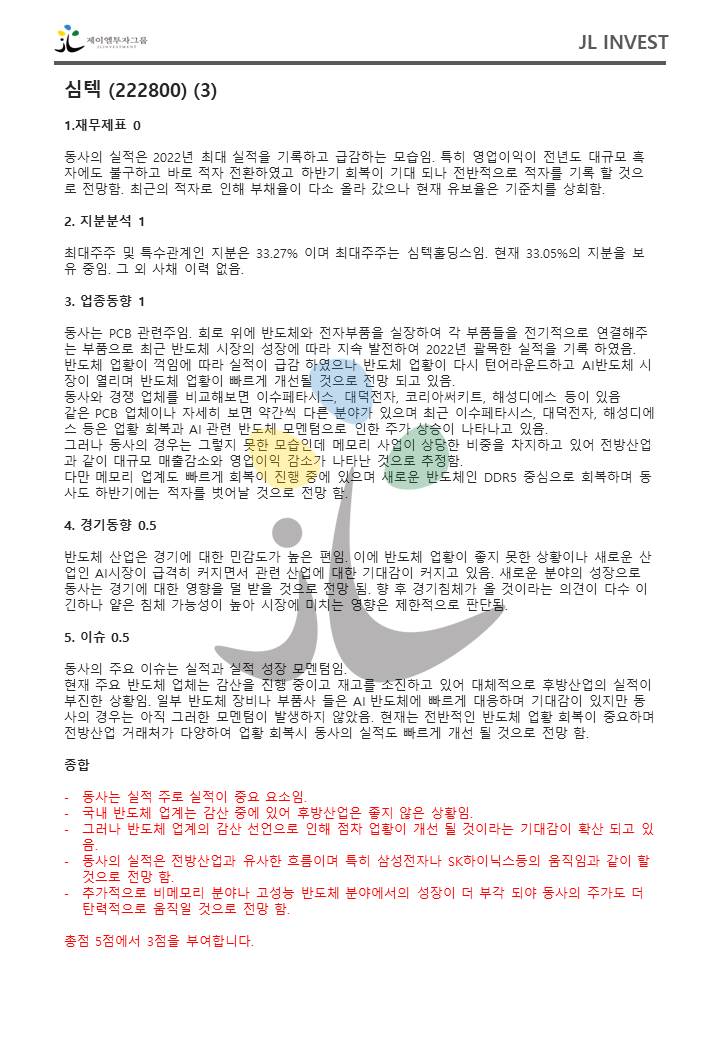 제이엘투자그룹
JLINVESTMENT
JL INVEST
심텍 (222800) (3)
1.재무제표 0
동사의 실적은 2022년 최대 실적을 기록하고 급감하는 모습임. 특히 영업이익이 전년도 대규모 흑
자에도 불구하고 바로 적자 전환하였고 하반기 회복이 기대 되나 전반적으로 적자를 기록 할 것으
로 전망함. 최근의 적자로 인해 부채율이 다소 올라 갔으나 현재 유보율은 기준치를 상회함.
2. 지분분석 1
최대주주 및 특수관계인 지분은 33.27% 이며 최대주주는 심텍홀딩스임. 현재 33.05%의 지분을 보
유 중임. 그 외 사채 이력 없음.
3. 업종동향 1
동사는 PCB 관련주임. 회로 위에 반도체와 전자부품을 실장하여 각 부품들을 전기적으로 연결해주
는 부품으로 최근 반도체 시장의 성장에 따라 지속 발전하여 2022년 괄목한 실적을 기록 하였음.
반도체 업황이 꺽임에 따라 실적이 급감 하였으나 반도체 업황이 다시 턴어라운드하고 AI반도체 시
장이 열리며 반도체 업황이 빠르게 개선될 것으로 전망 되고 있음.
동사와 경쟁 업체를 비교해보면 이수페타시스, 대덕전자, 코리아써키트, 해성디에스 등이 있음
같은 PCB 업체이나 자세히 보면 약간씩 다른 분야가 있으며 최근 이수페타시스, 대덕전자, 해성디에
스 등은 업황 회복과 AI 관련 반도체 모멘텀으로 인한 주가 상승이 나타나고 있음.
그러나 동사의 경우는 그렇지 못한 모습인데 메모리 사업이 상당한 비중을 차지하고 있어 전방산업
과 같이 대규모 매출감소와 영업이익 감소가 나타난 것으로 추정함.
다만 메모리 업계도 빠르게 회복이 진행 중에 있으며 새로운 반도체인 DDR5 중심으로 회복하며 동
사도 하반기에는 적자를 벗어날 것으로 전망 함.
4. 경기동향 0.5
반도체 산업은 경기에 대한 민감도가 높은 편임. 이에 반도체 업황이 좋지 못한 상황이나 새로운 산
업인 AI시장이 급격히 커지면서 관련 산업에 대한 기대감이 커지고 있음. 새로운 분야의 성장으로
동사는 경기에 대한 영향을 덜 받을 것으로 전망 됨. 향 후 경기침체가 올 것이라는 의견이 다수 이
긴하나 얕은 침체 가능성이 높아 시장에 미치는 영향은 제한적으로 판단됨.
5. 이슈 0.5
동사의 주요 이슈는 실적과 실적 성장 모멘텀임.
현재 주요 반도체 업체는 감산을 진행 중이고 재고를 소진하고 있어 대체적으로 후방산업의 실적이
부진한 상황임. 일부 반도체 장비나 부품사 들은 AI 반도체에 빠르게 대응하며 기대감이 있지만 동
사의 경우는 아직 그러한 모멘텀이 발생하지 않았음. 현재는 전반적인 반도체 업황 회복이 중요하며
전방산업 거래처가 다양하여 업황 회복시 동사의 실적도 빠르게 개선 될 것으로 전망 함.
종합
- 동사는 실적 주로 실적이 중요 요소임.
- 국내 반도체 업계는 감산 중에 있어 후방산업은 좋지 않은 상황임.
- 그러나 반도체 업계의 감산 선언으로 인해 점차 업황이 개선 될 것이라는 기대감이 확산 되고 있
음.
- 동사의 실적은 전방산업과 유사한 흐름이며 특히 삼성전자나 SK하이닉스등의 움직임과 같이 할
것으로 전망 함.
- 추가적으로 비메모리 분야나 고성능 반도체 분야에서의 성장이 더 부각 되야 동사의 주가도 더
탄력적으로 움직일 것으로 전망 함.
총점 5점에서 3점을 부여합니다.